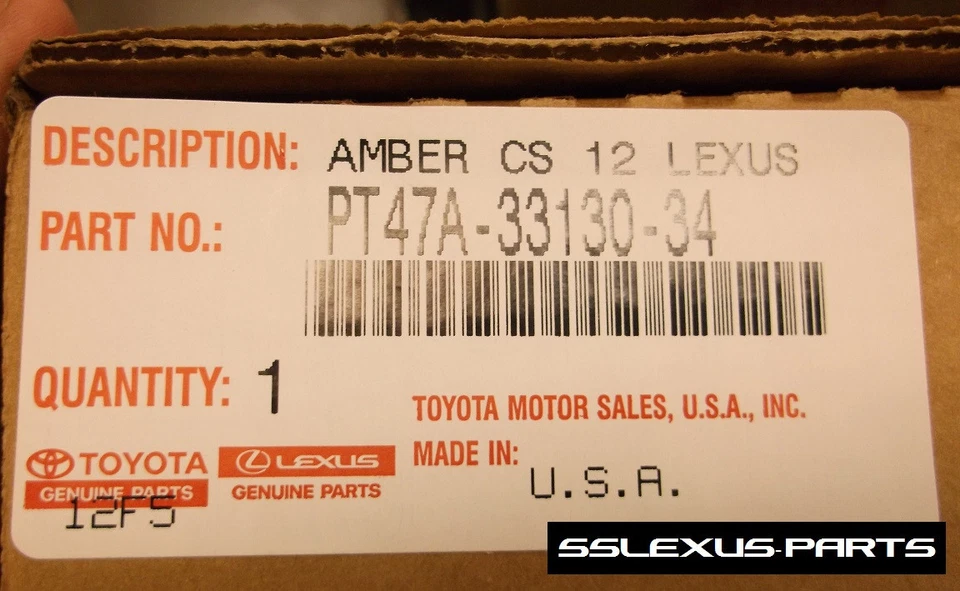 DESCRIPTION: AMBER CS 12 LEXUS
PART NO.: PT47A-33130-34
QUANTITY: 1
TOYOTA MOTOR SALES, U.S.A., INC.
TOYOTA LEXUS MADE IN: U.S.A.
GENUINE PARTS GENUINE PARTS
12FS
SSLEXUS-PARTS